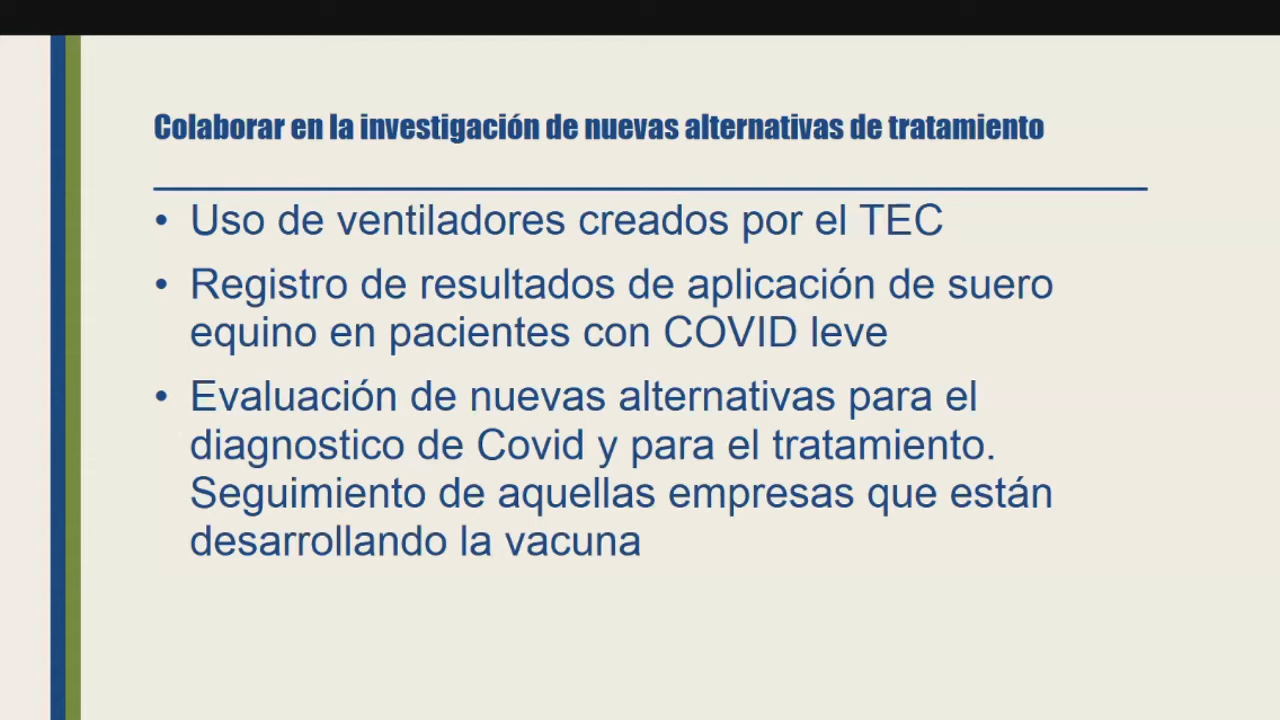 Colaborar en la investigación de nuevas alternativas de tratamiento
• Uso de ventiladores creados por el TEC
• Registro de resultados de aplicación de suero
equino en pacientes con COVID leve
• Evaluación de nuevas alternativas para el
diagnostico de Covid y para el tratamiento.
Seguimiento de aquellas empresas que están
desarrollando la vacuna